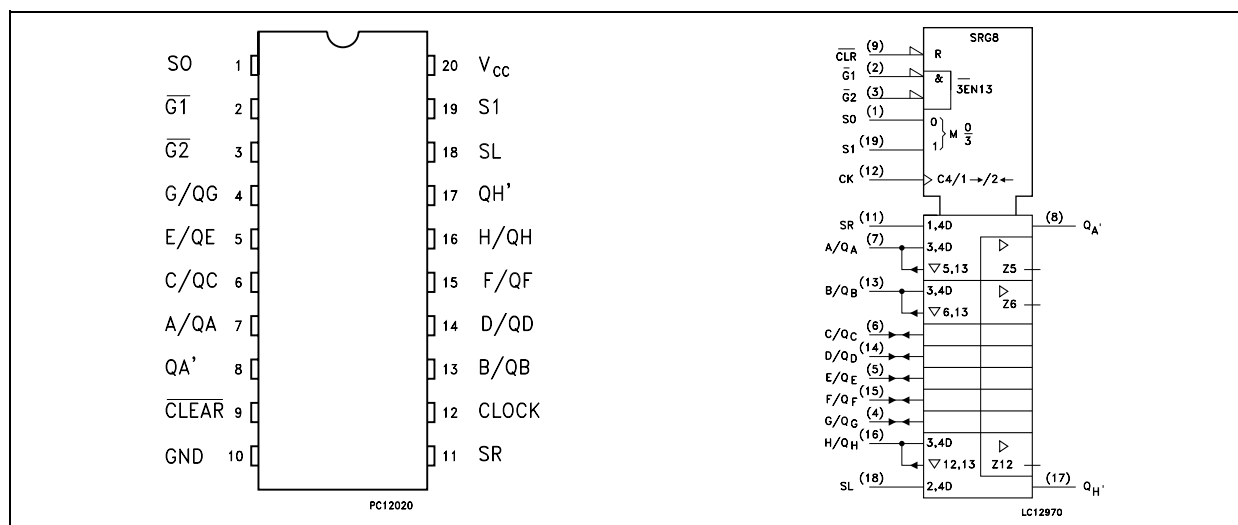 S0 1 20 VCC
G1 2 19 S1
G2 3 18 SL
G/QG 4 17 QH'
E/QE 5 16 H/QH
C/QC 6 15 F/QF
A/QA 7 14 D/QD
QA' 8 13 B/QB
CLEAR 9 12 CLOCK
GND 10 11 SR
PC12020
SRG8
CLR (9) R
G1 (2) &
3EN13
G2 (3)
S0 (1) 0
M 0/3
S1 (19) 1
CK (12) C4/1 →/2 ←
SR (11) 1,4D (8) QA'
A/QA (7) 3,4D ▷
▽ 5,13 Z5
B/QB (13) 3,4D ▷
▽ 6,13 Z6
C/QC (6)
D/QD (14)
E/QE (5)
F/QF (15)
G/QG (4)
H/QH (16) 3,4D ▷
▽ 12,13 Z12
SL (18) 2,4D (17) QH'
LC12970